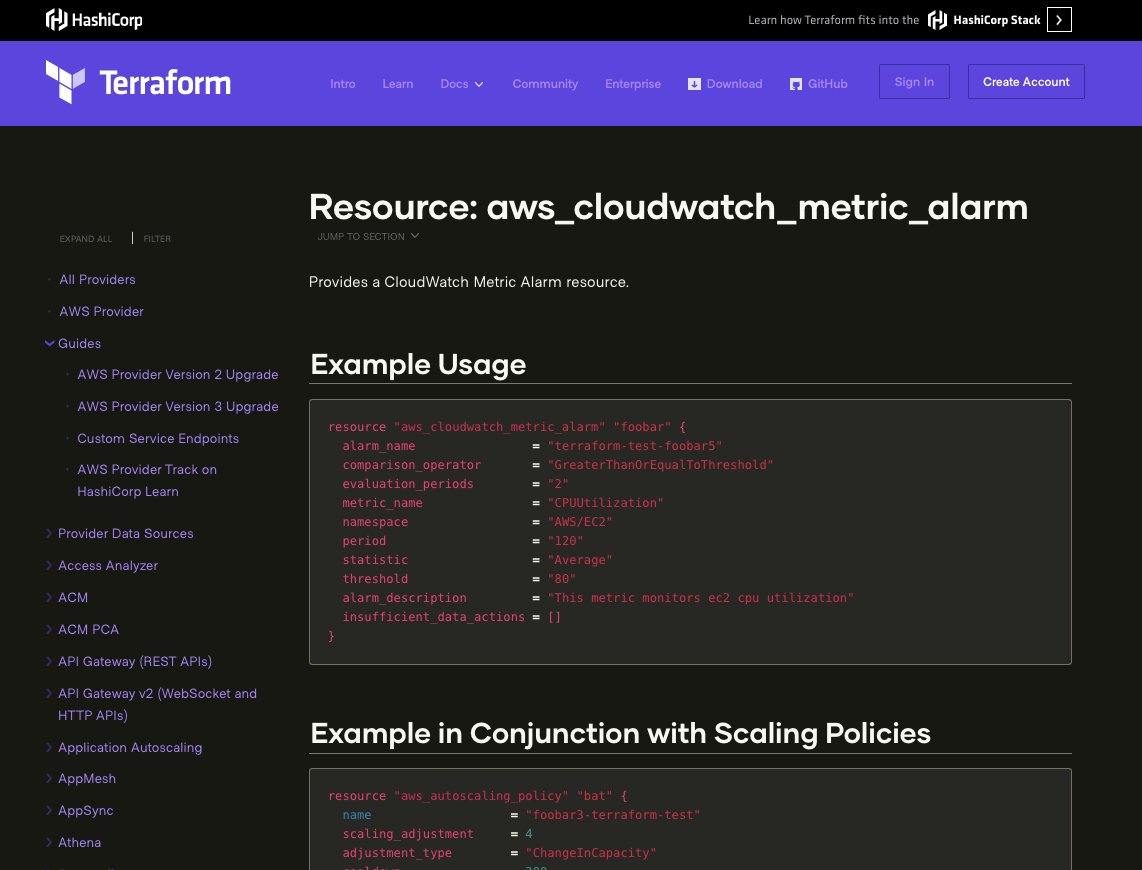 HashiCorp
Learn how Terraform fits into the HashiCorp Stack
Terraform
Intro Learn Docs Community Enterprise Download GitHub Sign In Create Account
EXPAND ALL FILTER
All Providers
AWS Provider
Guides
AWS Provider Version 2 Upgrade
AWS Provider Version 3 Upgrade
Custom Service Endpoints
AWS Provider Track on
HashiCorp Learn
Provider Data Sources
Access Analyzer
ACM
ACM PCA
API Gateway (REST APIs)
API Gateway v2 (WebSocket and
HTTP APIs)
Application Autoscaling
AppMesh
AppSync
Athena
Resource: aws_cloudwatch_metric_alarm
JUMP TO SECTION
Provides a CloudWatch Metric Alarm resource.
Example Usage
resource "aws_cloudwatch_metric_alarm" "foobar" {
  alarm_name                = "terraform-test-foobar5"
  comparison_operator       = "GreaterThanOrEqualToThreshold"
  evaluation_periods        = "2"
  metric_name               = "CPUUtilization"
  namespace                 = "AWS/EC2"
  period                    = "120"
  statistic                 = "Average"
  threshold                 = "80"
  alarm_description         = "This metric monitors ec2 cpu utilization"
  insufficient_data_actions = []
}
Example in Conjunction with Scaling Policies
resource "aws_autoscaling_policy" "bat" {
  name                   = "foobar3-terraform-test"
  scaling_adjustment     = 4
  adjustment_type        = "ChangeInCapacity"